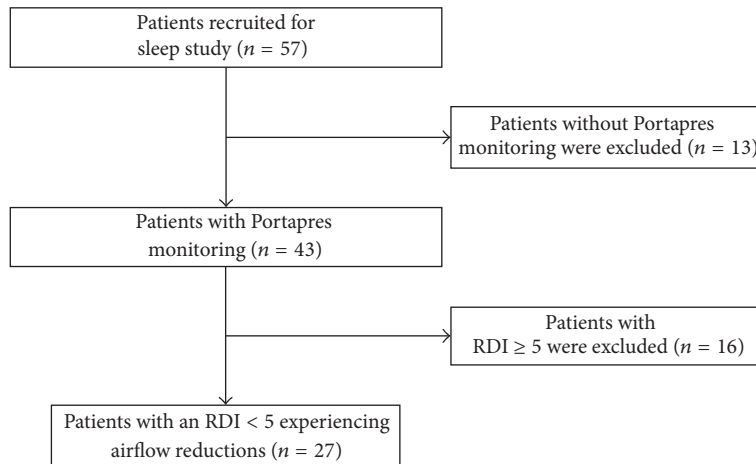 Patients recruited for
sleep study (n = 57)
Patients without Portapres
monitoring were excluded (n = 13)
Patients with Portapres
monitoring (n = 43)
Patients with
RDI ≥ 5 were excluded (n = 16)
Patients with an RDI < 5 experiencing
airflow reductions (n = 27)